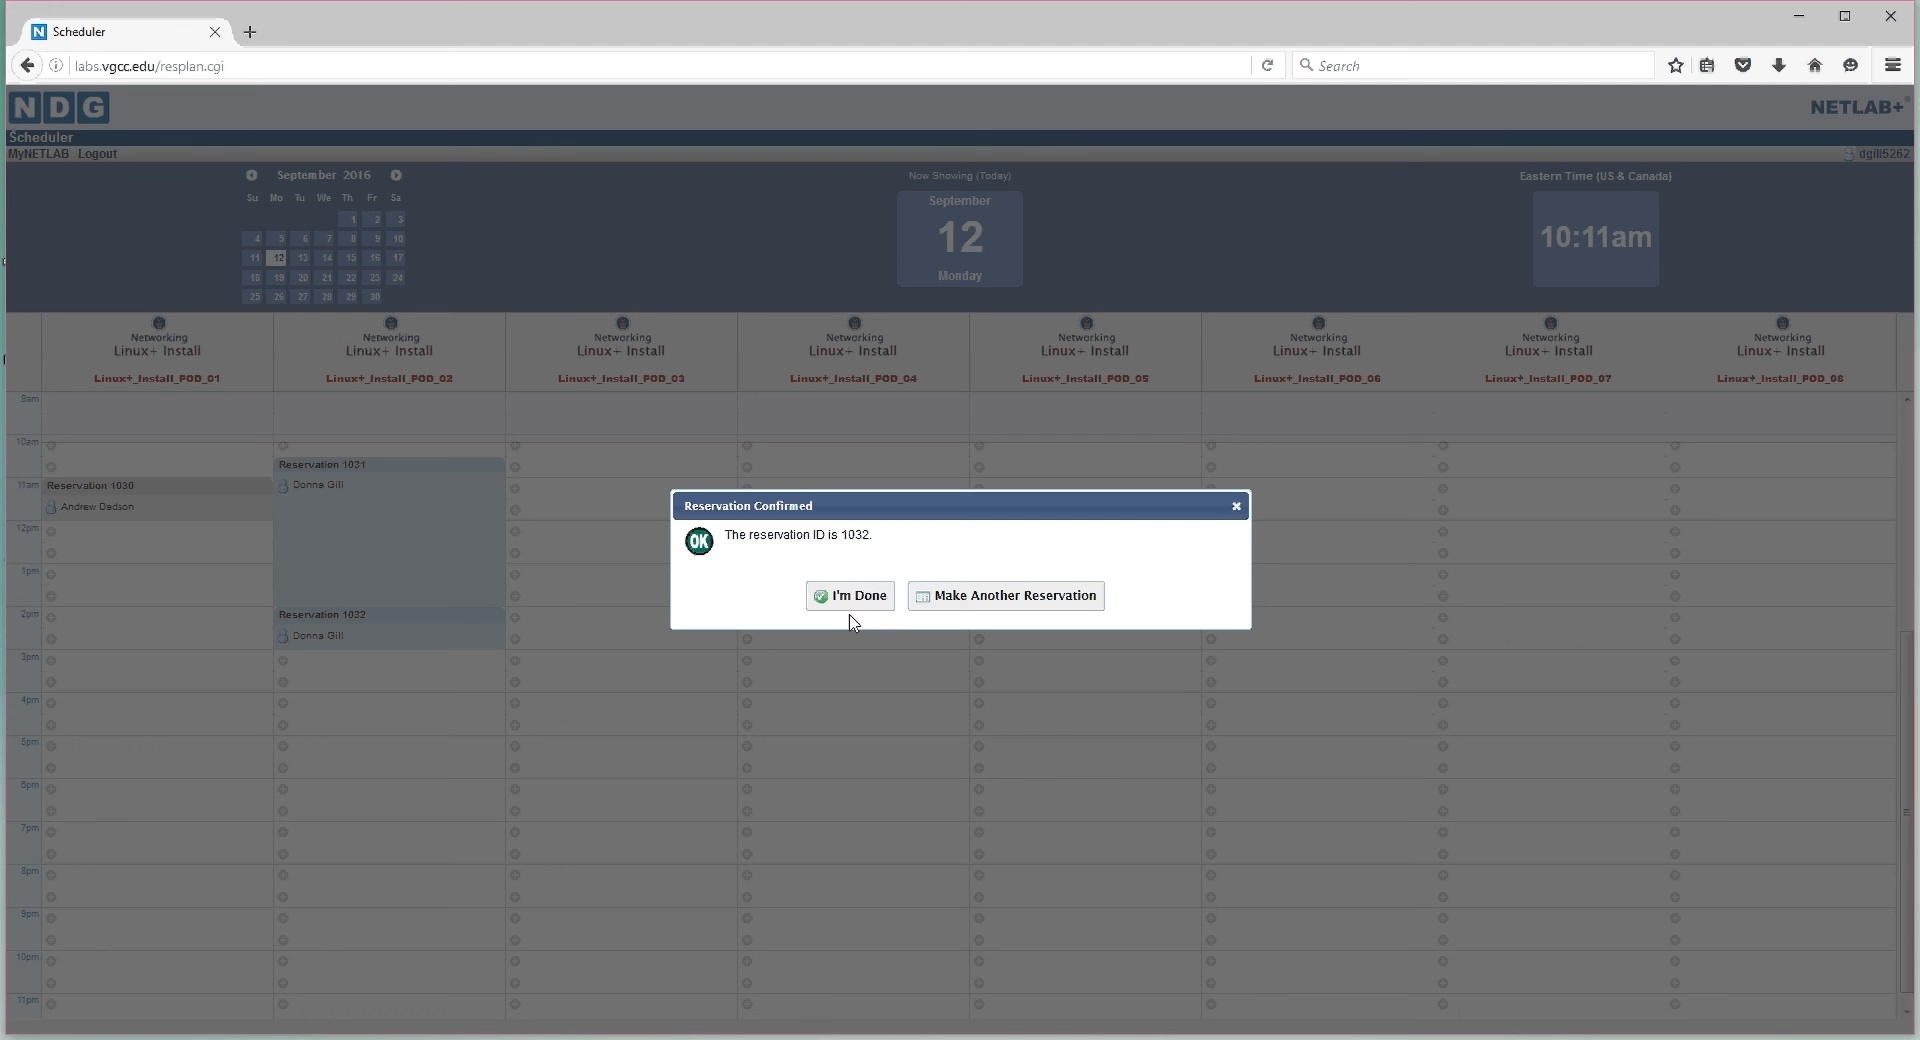 Scheduler
labs.vgcc.edu/resplan.cgi
Search
NDG
NETLAB+
Scheduler
MyNETLAB Logout
dgill5262
September 2016
Su Mo Tu We Th Fr Sa
1 2 3
4 5 6 7 8 9 10
11 12 13 14 15 16 17
18 19 20 21 22 23 24
25 26 27 28 29 30
Now Showing (Today)
September
12
Monday
Eastern Time (US & Canada)
10:11am
Networking
Linux+ Install
Linux+_Install_POD_01
Networking
Linux+ Install
Linux+_Install_POD_02
Networking
Linux+ Install
Linux+_Install_POD_03
Networking
Linux+ Install
Linux+_Install_POD_04
Networking
Linux+ Install
Linux+_Install_POD_05
Networking
Linux+ Install
Linux+_Install_POD_06
Networking
Linux+ Install
Linux+_Install_POD_07
Networking
Linux+ Install
Linux+_Install_POD_08
9am
10am
11am
12pm
1pm
2pm
3pm
4pm
5pm
6pm
7pm
8pm
9pm
10pm
11pm
Reservation 1030
Andrew Dadson
Reservation 1031
Donna Gill
Reservation 1032
Donna Gill
Reservation Confirmed
OK
The reservation ID is 1032.
I'm Done
Make Another Reservation